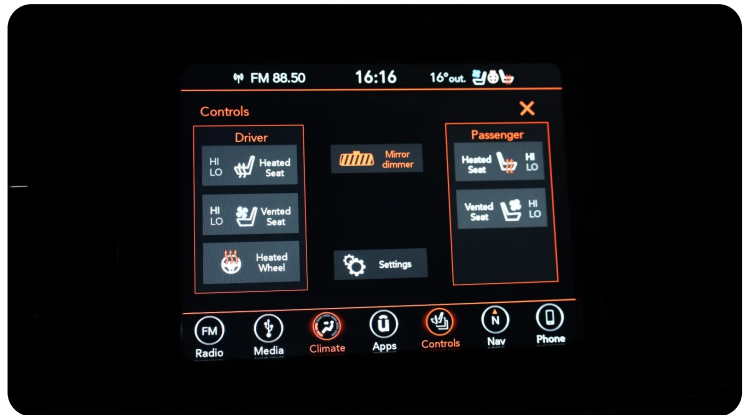 FM 88.50
16:16
16°out.
Controls
Driver
HI
LO
Heated
Seat
HI
LO
Vented
Seat
Heated
Wheel
Mirror
dimmer
Settings
Passenger
Heated
Seat
HI
LO
Vented
Seat
HI
LO
FM
Radio
Media
Climate
ū
Apps
Controls
N
Nav
Phone